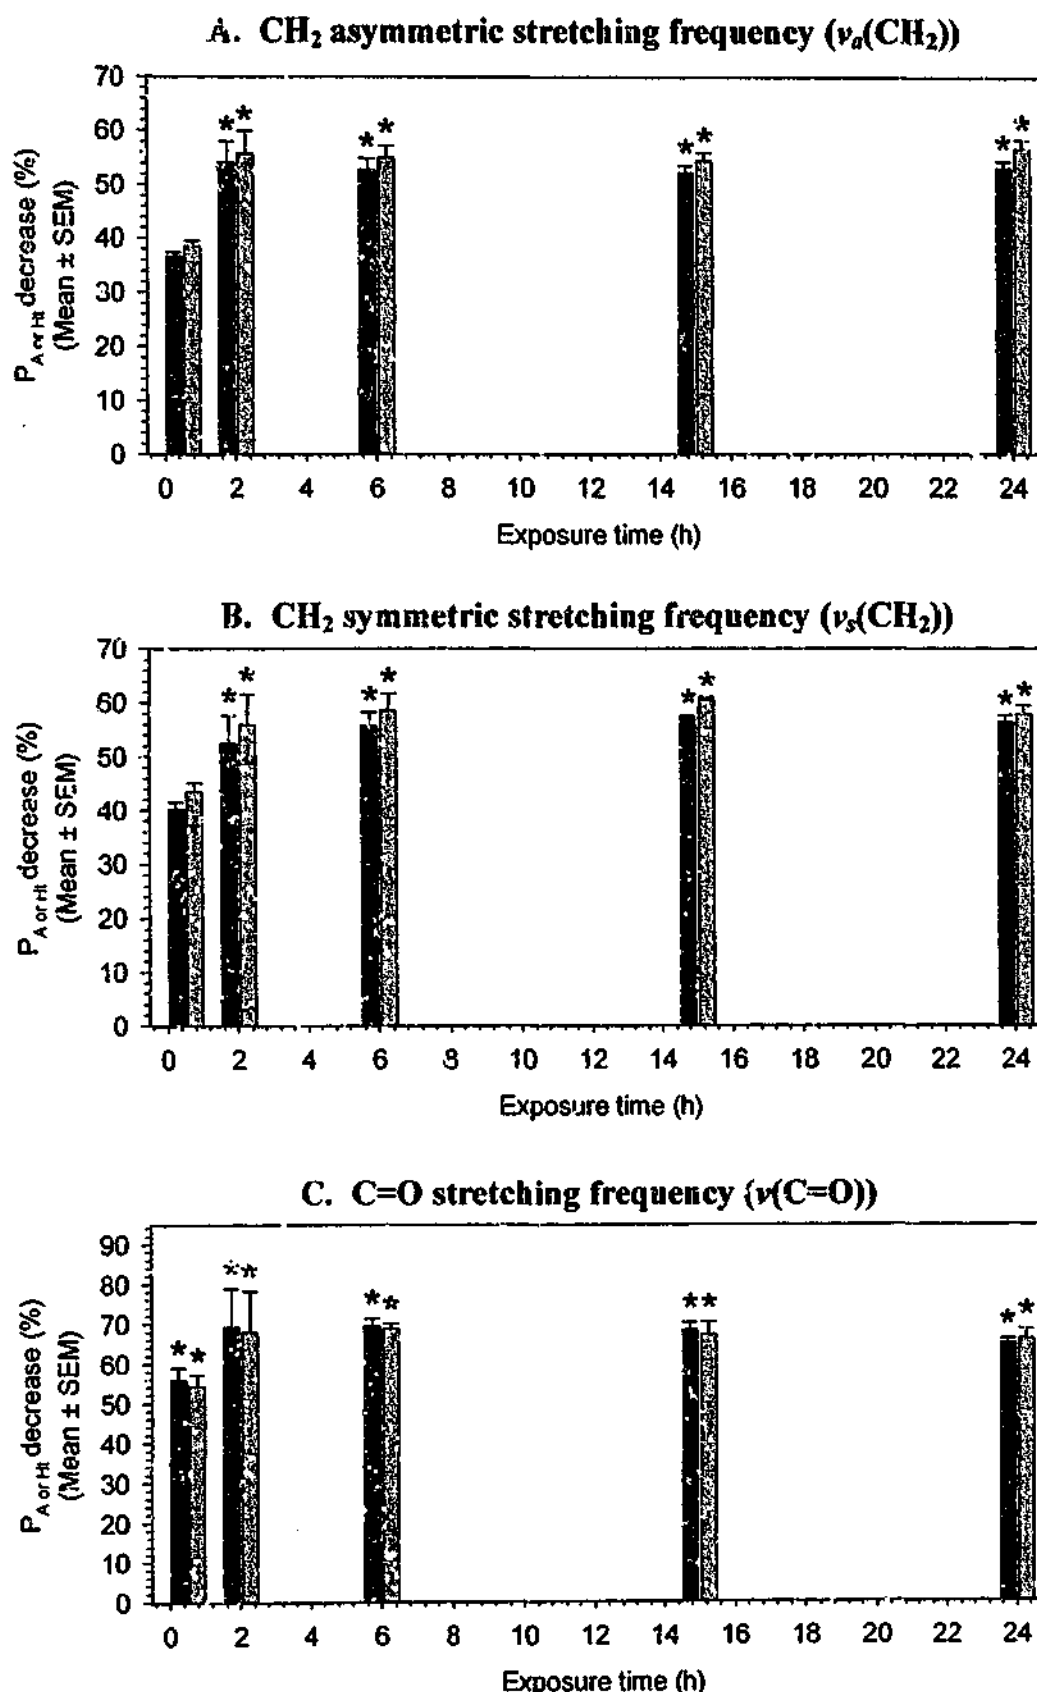 A. CH₂ asymmetric stretching frequency (νₐ(CH₂))
70
60
50
40
30
20
10
0
P A or Ht decrease (%)
(Mean ± SEM)
* * * * * * * *
0 2 4 6 8 10 12 14 16 18 20 22 24
Exposure time (h)
B. CH₂ symmetric stretching frequency (νₛ(CH₂))
70
60
50
40
30
20
10
0
P A or Ht decrease (%)
(Mean ± SEM)
* * * * * * * *
0 2 4 6 8 10 12 14 16 18 20 22 24
Exposure time (h)
C. C=O stretching frequency (ν(C=O))
90
80
70
60
50
40
30
20
10
0
P A or Ht decrease (%)
(Mean ± SEM)
* * * * * * * * * *
0 2 4 6 8 10 12 14 16 18 20 22 24
Exposure time (h)